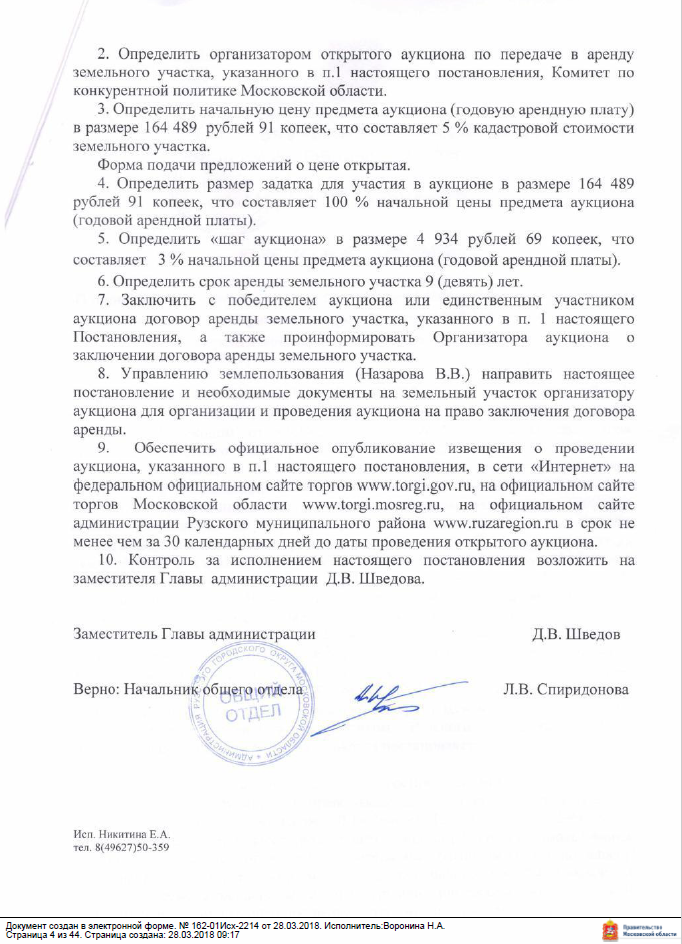 2. Определить организатором открытого аукциона по передаче в аренду
земельного участка, указанного в п.1 настоящего постановления, Комитет по
конкурентной политике Московской области.
3. Определить начальную цену предмета аукциона (годовую арендную плату)
в размере 164 489 рублей 91 копеек, что составляет 5 % кадастровой стоимости
земельного участка.
Форма подачи предложений о цене открытая.
4. Определить размер задатка для участия в аукционе в размере 164 489
рублей 91 копеек, что составляет 100 % начальной цены предмета аукциона
(годовой арендной платы).
5. Определить «шаг аукциона» в размере 4 934 рублей 69 копеек, что
составляет 3 % начальной цены предмета аукциона (годовой арендной платы).
6. Определить срок аренды земельного участка 9 (девять) лет.
7. Заключить с победителем аукциона или единственным участником
аукциона договор аренды земельного участка, указанного в п. 1 настоящего
Постановления, а также проинформировать Организатора аукциона о
заключении договора аренды земельного участка.
8. Управлению землепользования (Назарова В.В.) направить настоящее
постановление и необходимые документы на земельный участок организатору
аукциона для организации и проведения аукциона на право заключения договора
аренды.
9. Обеспечить официальное опубликование извещения о проведении
аукциона, указанного в п.1 настоящего постановления, в сети «Интернет» на
федеральном официальном сайте торгов www.torgi.gov.ru, на официальном сайте
торгов Московской области www.torgi.mosreg.ru, на официальном сайте
администрации Рузского муниципального района www.ruzaregion.ru в срок не
менее чем за 30 календарных дней до даты проведения открытого аукциона.
10. Контроль за исполнением настоящего постановления возложить на
заместителя Главы администрации Д.В. Шведова.
Заместитель Главы администрации Д.В. Шведов
Верно: Начальник общего отдела Л.В. Спиридонова
ОБЩИЙ
ОТДЕЛ
ГОРОДСКОГО ОКРУГА МОСКОВСКОЙ ОБЛАСТИ * АДМИНИСТРАЦИЯ
Исп. Никитина Е.А.
тел. 8(49627)50-359
Документ создан в электронной форме. № 162-01Исх-2214 от 28.03.2018. Исполнитель:Воронина Н.А.
Страница 4 из 44. Страница создана: 28.03.2018 09:17
Правительство
Московской области